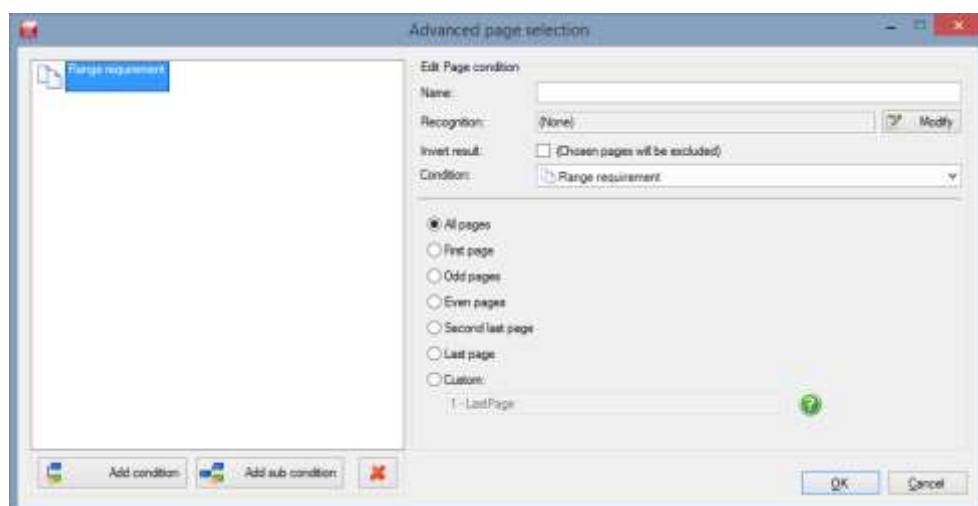 Advanced page selection
Range requirement
Edit Page condition
Name:
Recognition: (None) Modify
Invert result: (Chosen pages will be excluded)
Condition: Range requirement
All pages
First page
Odd pages
Even pages
Second last page
Last page
Custom:
1 - LastPage
Add condition Add sub condition
OK Cancel